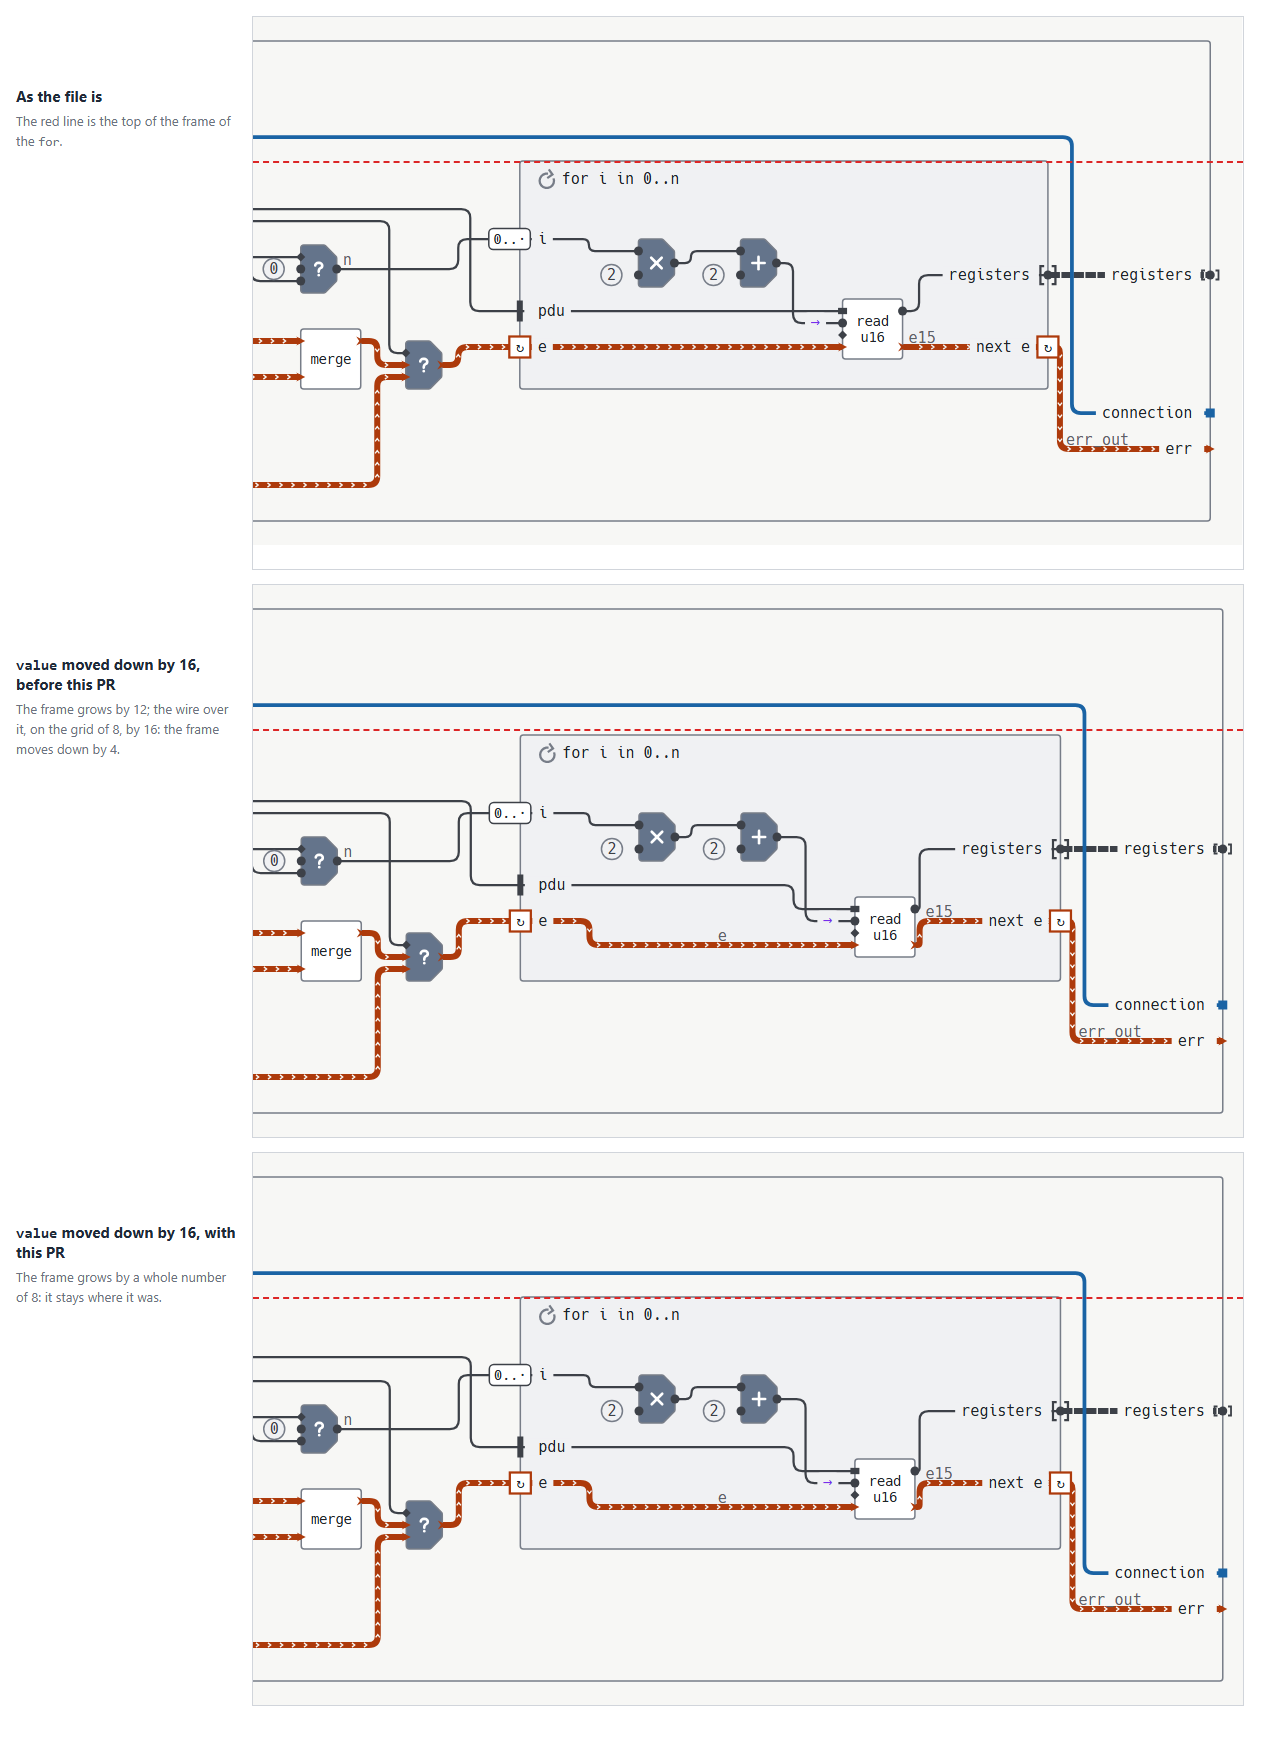 As the file is
The red line is the top of the frame of
the for.
for i in 0..n
0..· i
2 × 2 +
0 ? n
registers registers
pdu
→ read
u16
merge ? ↻ e e15 next e ↻
connection
err out err
value moved down by 16,
before this PR
The frame grows by 12; the wire over
it, on the grid of 8, by 16: the frame
moves down by 4.
for i in 0..n
0..· i
2 × 2 +
0 ? n
registers registers
pdu
→ read
u16
merge ? ↻ e e e15 next e ↻
connection
err out err
value moved down by 16, with
this PR
The frame grows by a whole number
of 8: it stays where it was.
for i in 0..n
0..· i
2 × 2 +
0 ? n
registers registers
pdu
→ read
u16
merge ? ↻ e e e15 next e ↻
connection
err out err